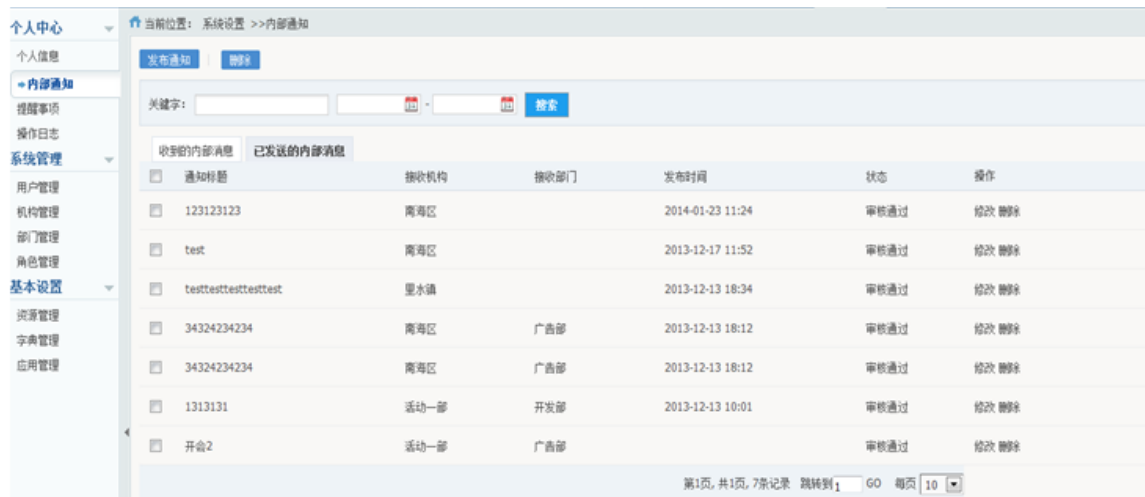 当前位置： 系统设置 >>内部通知
个人中心
个人信息
内部通知
提醒事项
操作日志
系统管理
用户管理
机构管理
部门管理
角色管理
基本设置
资源管理
字典管理
应用管理
发布通知 | 删除
关键字： - 搜索
收到的内部消息 已发送的内部消息
通知标题 接收机构 接收部门 发布时间 状态 操作
123123123 南海区 2014-01-23 11:24 审核通过 修改 删除
test 南海区 2013-12-17 11:52 审核通过 修改 删除
testtesttesttesttest 里水镇 2013-12-13 18:34 审核通过 修改 删除
34324234234 南海区 广告部 2013-12-13 18:12 审核通过 修改 删除
34324234234 南海区 广告部 2013-12-13 18:12 审核通过 修改 删除
1313131 活动一部 开发部 2013-12-13 10:01 审核通过 修改 删除
开会2 活动一部 广告部 审核通过 修改 删除
第1页, 共1页, 7条记录 跳转到 1 GO 每页 10